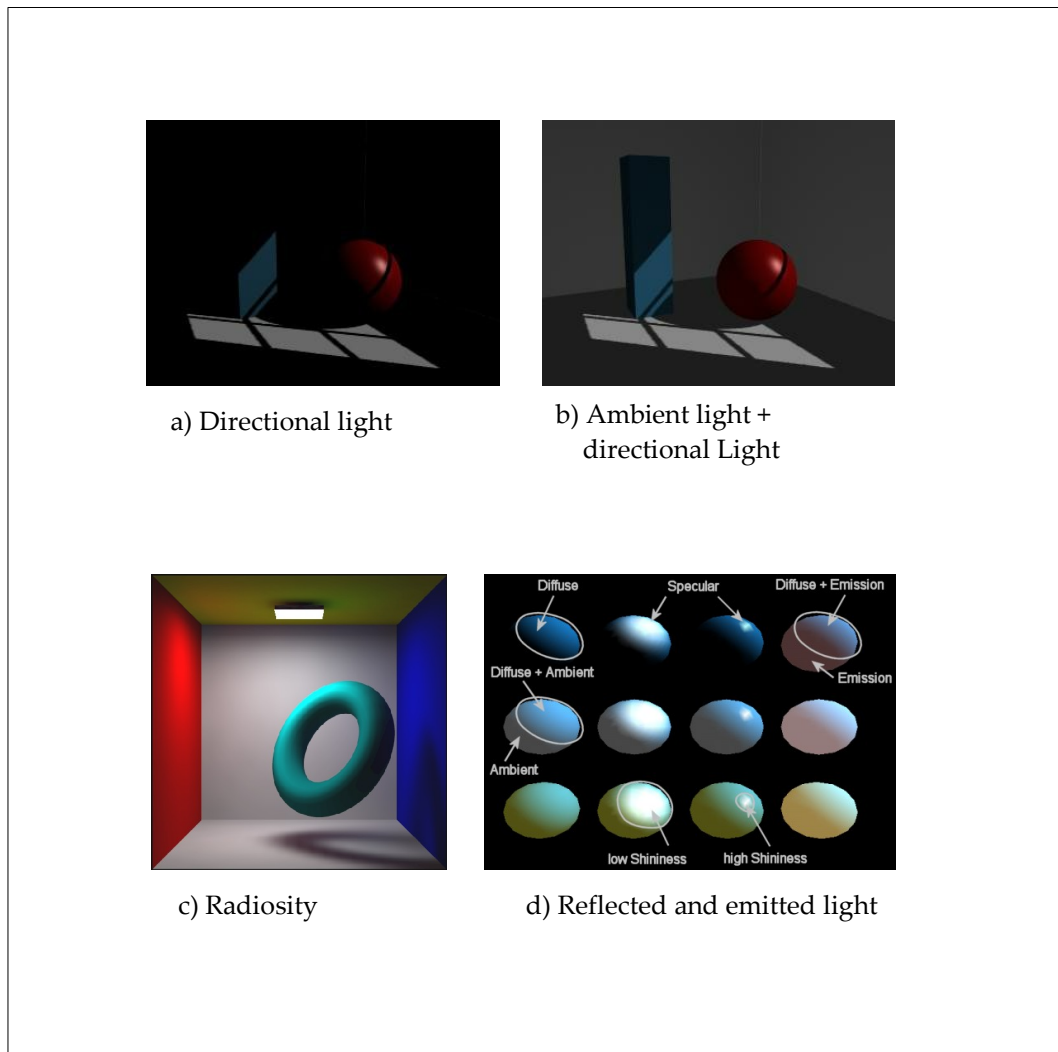 a) Directional light
b) Ambient light +
directional Light
Diffuse
Specular
Diffuse + Emission
Diffuse + Ambient
Emission
Ambient
low Shininess
high Shininess
c) Radiosity
d) Reflected and emitted light